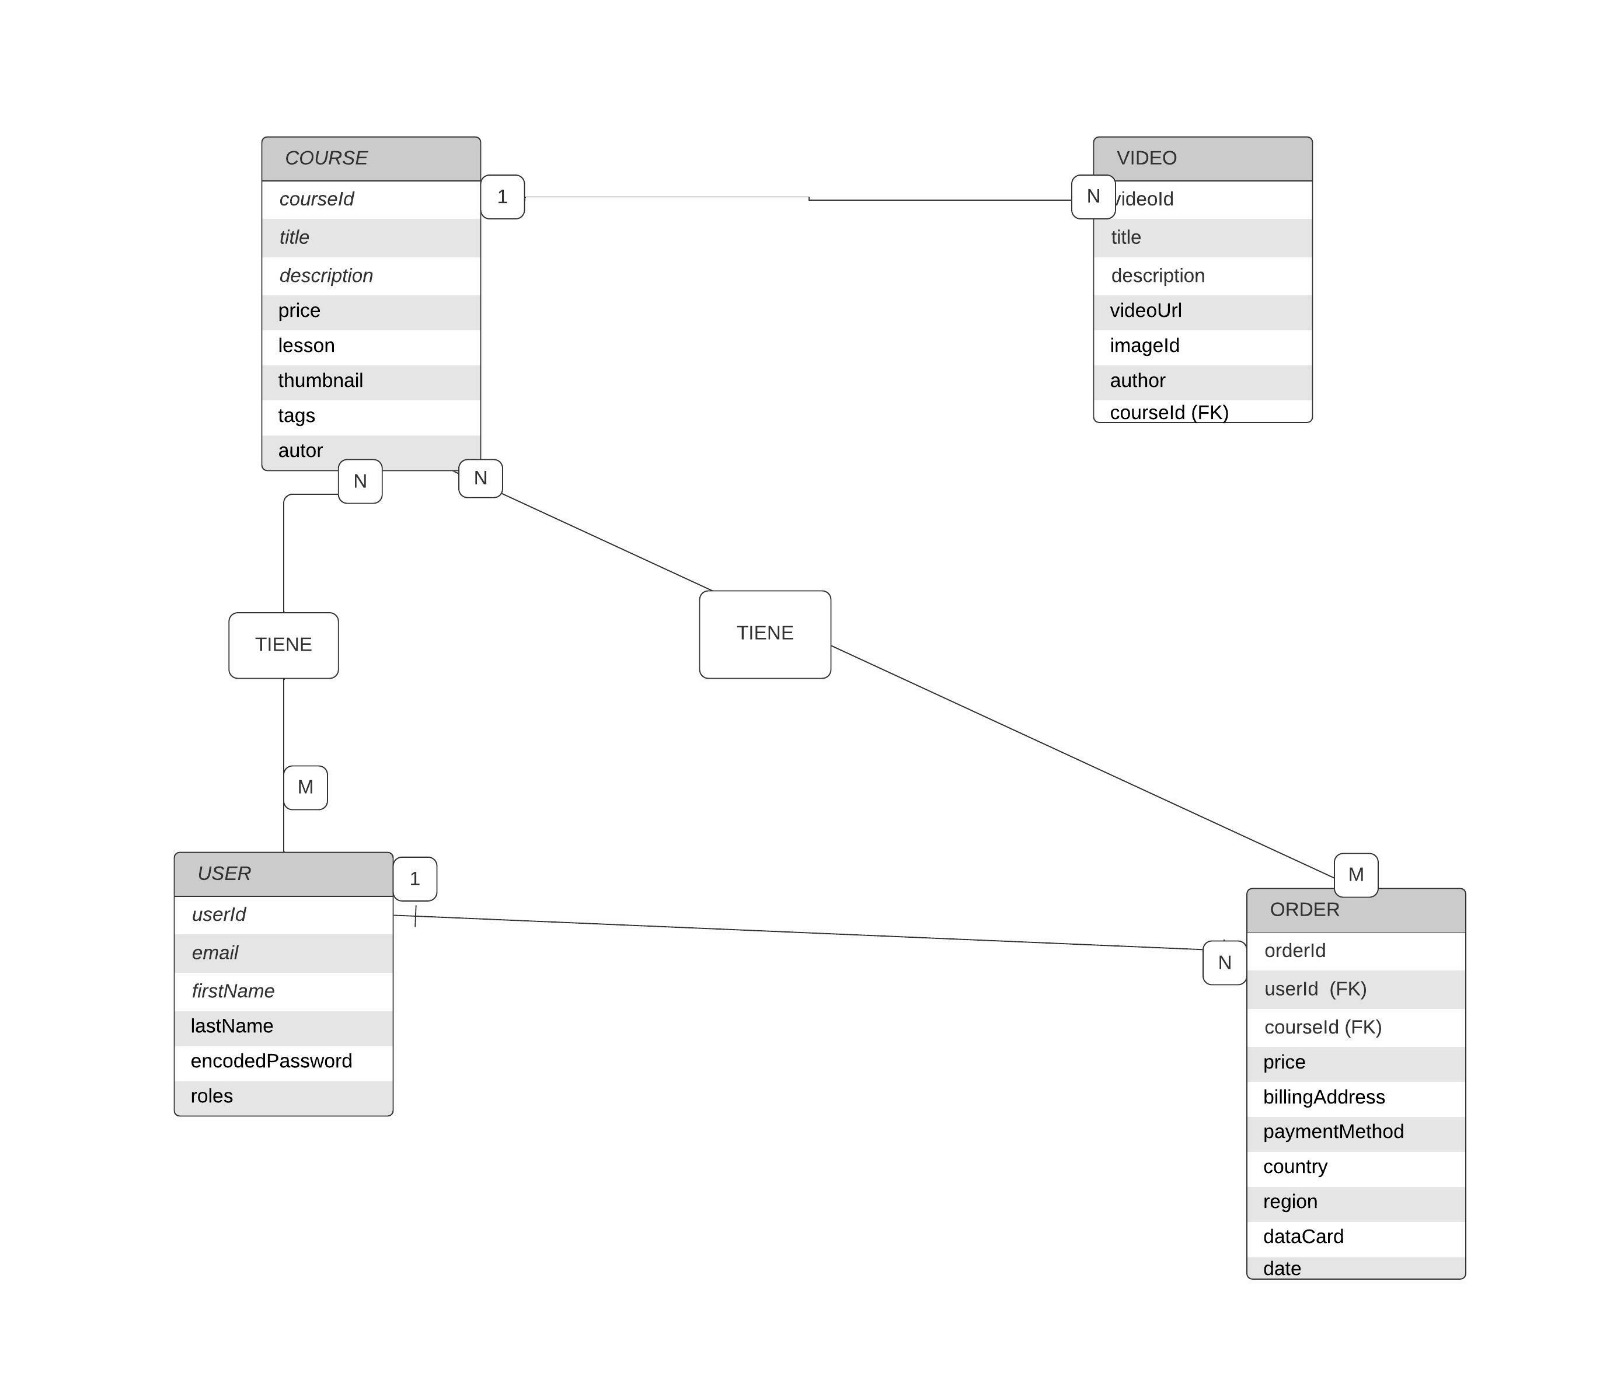 COURSE
courseId
title
description
price
lesson
thumbnail
tags
autor
1
N
VIDEO
videoId
title
description
videoUrl
imageId
author
courseId (FK)
N
N
TIENE
TIENE
M
M
USER
userId
email
firstName
lastName
encodedPassword
roles
1
N
ORDER
orderId
userId (FK)
courseId (FK)
price
billingAddress
paymentMethod
country
region
dataCard
date